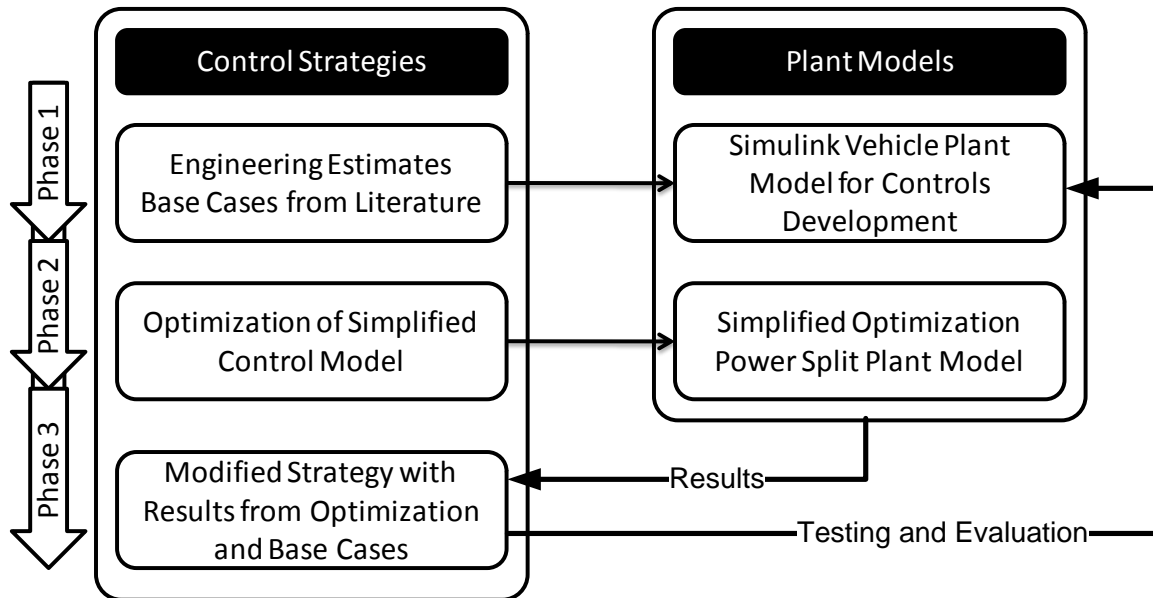 Control Strategies
Plant Models
Phase 1
Engineering Estimates
Base Cases from Literature
Simulink Vehicle Plant
Model for Controls
Development
Phase 2
Optimization of Simplified
Control Model
Simplified Optimization
Power Split Plant Model
Phase 3
Modified Strategy with
Results from Optimization
and Base Cases
Results
Testing and Evaluation